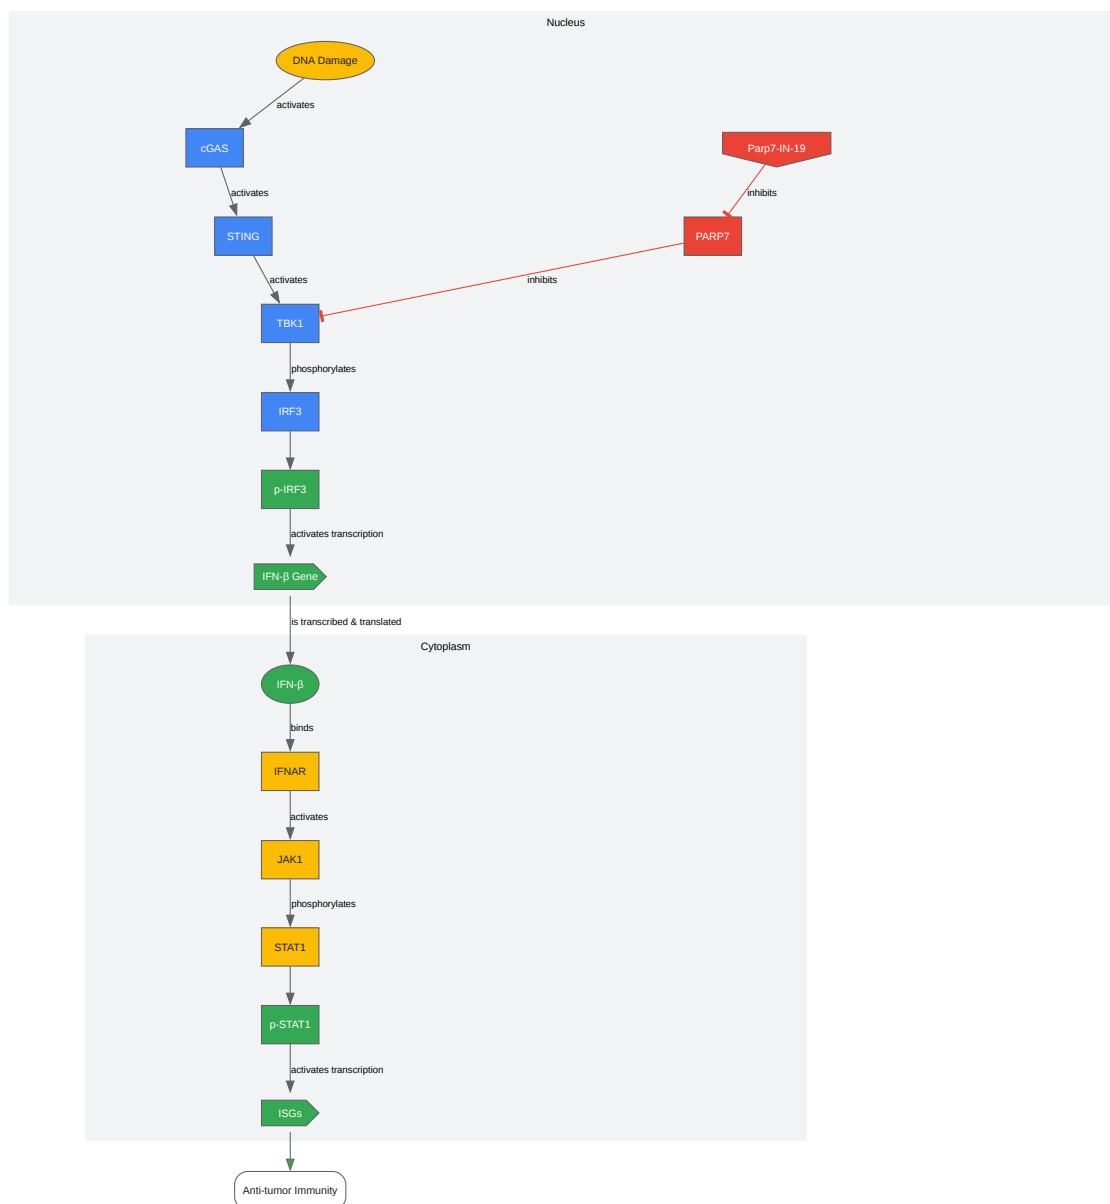 Nucleus
DNA Damage
activates
cGAS
Parp7-IN-19
activates
inhibits
STING
PARP7
activates
inhibits
TBK1
phosphorylates
IRF3
p-IRF3
activates transcription
IFN-β Gene
is transcribed & translated
Cytoplasm
IFN-β
binds
IFNAR
activates
JAK1
phosphorylates
STAT1
p-STAT1
activates transcription
ISGs
Anti-tumor Immunity